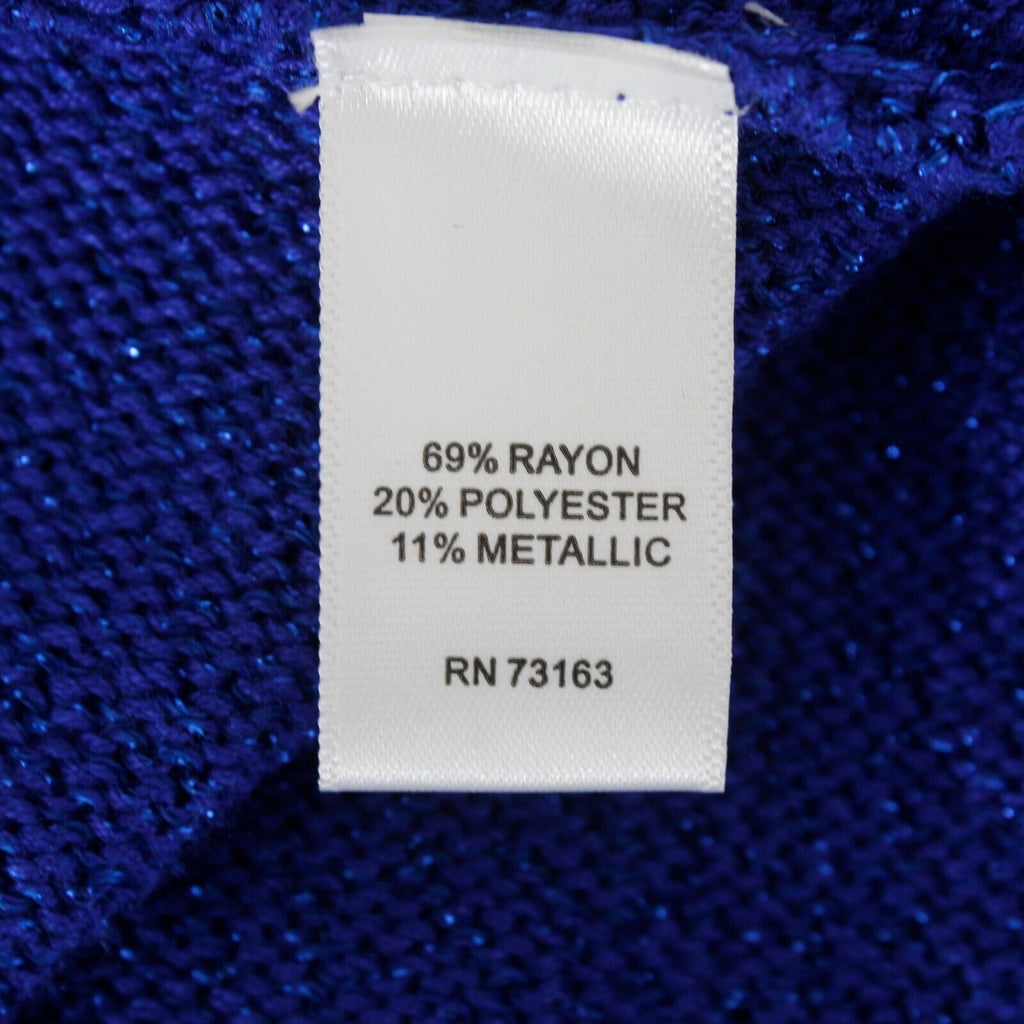 69% RAYON
20% POLYESTER
11% METALLIC
RN 73163